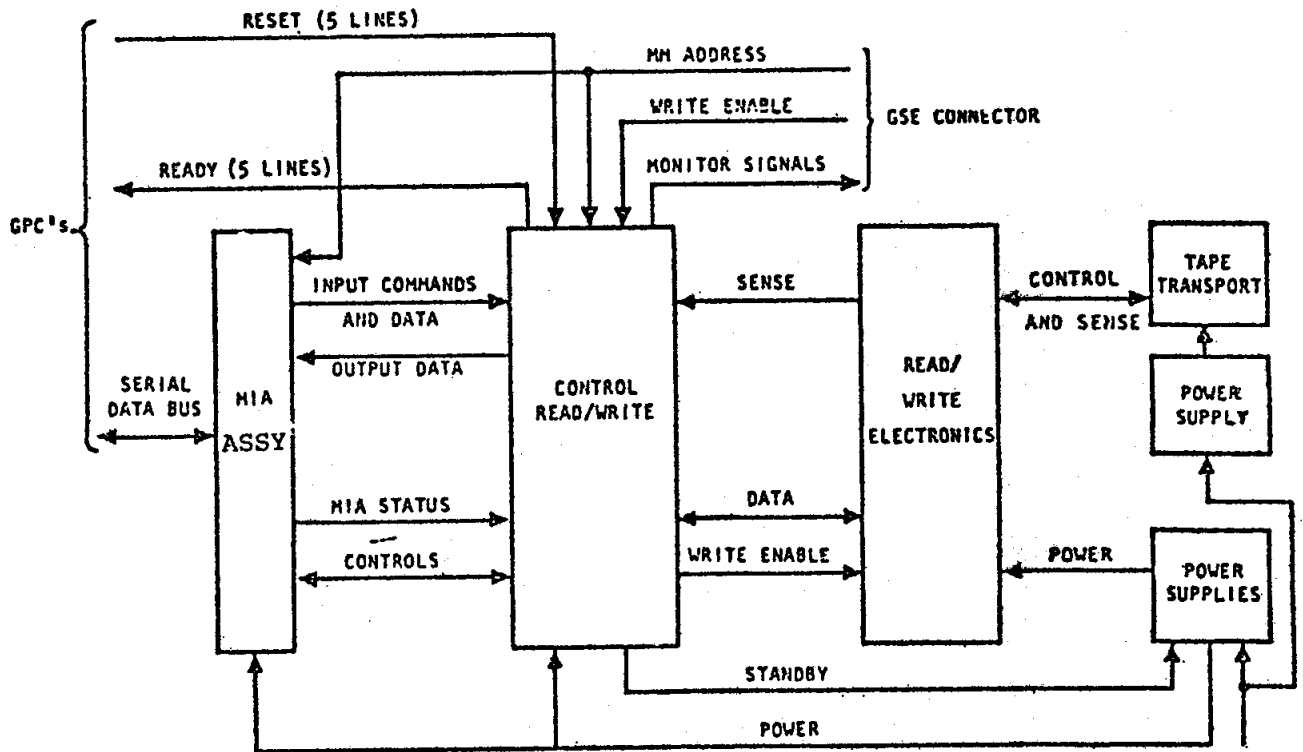 RESET (5 LINES)
MM ADDRESS
WRITE ENABLE
GSE CONNECTOR
READY (5 LINES)
MONITOR SIGNALS
GPC's
INPUT COMMANDS
AND DATA
SENSE
CONTROL
AND SENSE
TAPE
TRANSPORT
OUTPUT DATA
SERIAL
DATA BUS
MIA
ASSY
CONTROL
READ/WRITE
READ/
WRITE
ELECTRONICS
POWER
SUPPLY
MIA STATUS
DATA
CONTROLS
WRITE ENABLE
POWER
POWER
SUPPLIES
STANDBY
POWER